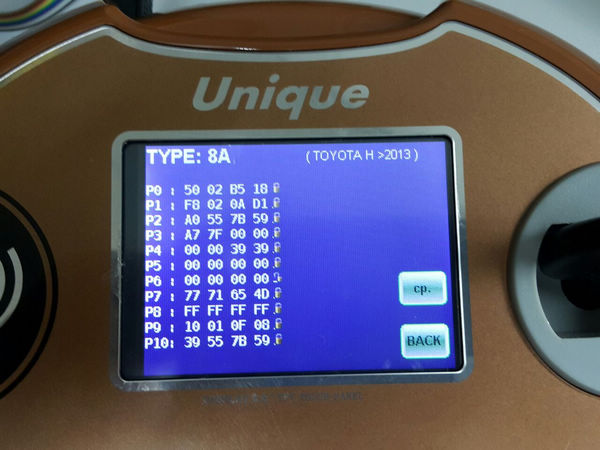 Unique
TYPE: 8A ( TOYOTA H >2013 )
P0 : 50 02 B5 18
P1 : F8 02 0A D1
P2 : A0 55 7B 59
P3 : A7 7F 00 00
P4 : 00 00 39 39
P5 : 00 00 00 00
P6 : 00 00 00 00
P7 : 77 71 65 4D
P8 : FF FF FF FF
P9 : 10 01 0F 08
P10: 39 55 7B 59
cp.
BACK